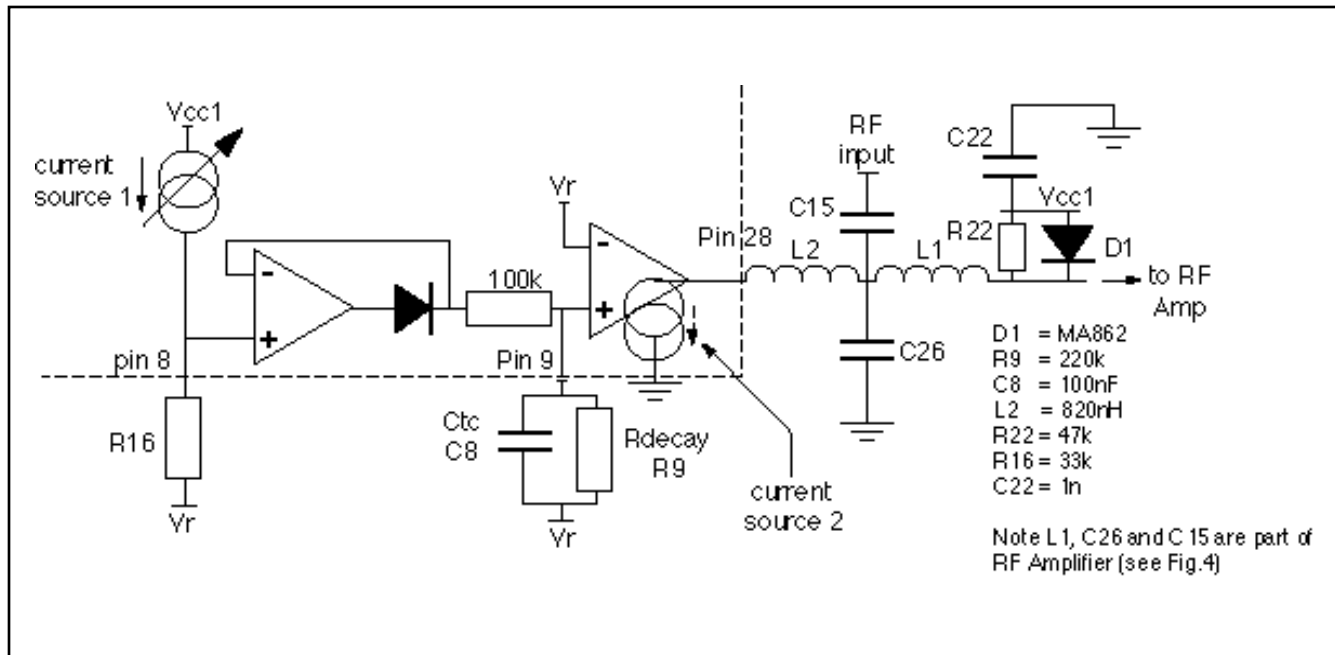 Vcc1
current
source 1
pin 8
R16
Vr
-
+
100k
Pin 9
Ctc
C8
Rdecay
R9
Vr
Vr
-
+
current
source 2
Pin 28
L2
RF
input
C15
L1
C26
C22
Vcc1
R22
D1
to RF
Amp
D1 = MA862
R9 = 220k
C8 = 100nF
L2 = 820nH
R22 = 47k
R16 = 33k
C22 = 1n
Note L1, C26 and C15 are part of
RF Amplifier (see Fig.4)